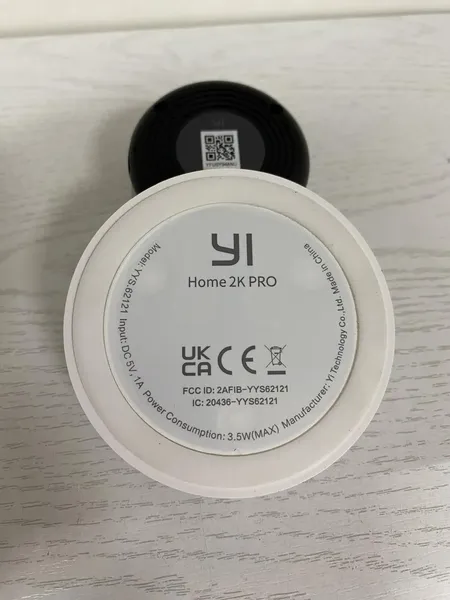 YI
Home 2K PRO
UK
CA CE
FCC ID: 2AFIB-YYS62121
IC: 20436-YYS62121
Model: YYS.62121 Input: DC 5V, 1A Power Consumption: 3.5W(MAX) Manufacturer: YI Technology Co., Ltd. Made in China